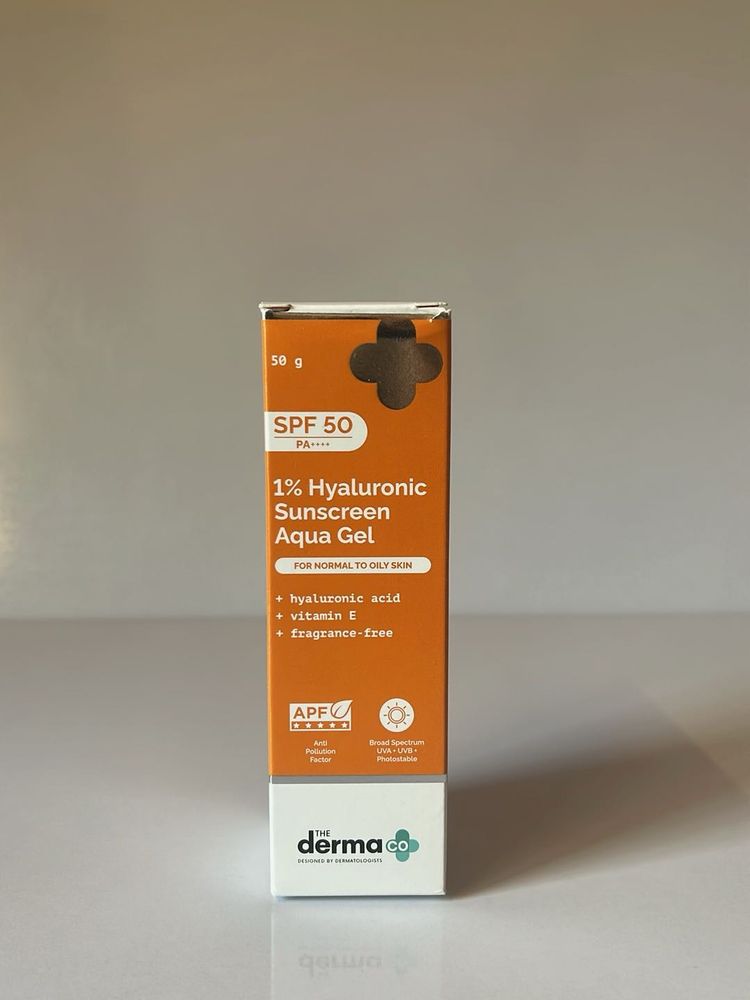 50 g
SPF 50
PA++++
1% Hyaluronic
Sunscreen
Aqua Gel
FOR NORMAL TO OILY SKIN
+ hyaluronic acid
+ vitamin E
+ fragrance-free
APF
Anti
Pollution
Factor
Broad Spectrum
UVA + UVB +
Photostable
THE
derma co
DESIGNED BY DERMATOLOGISTS